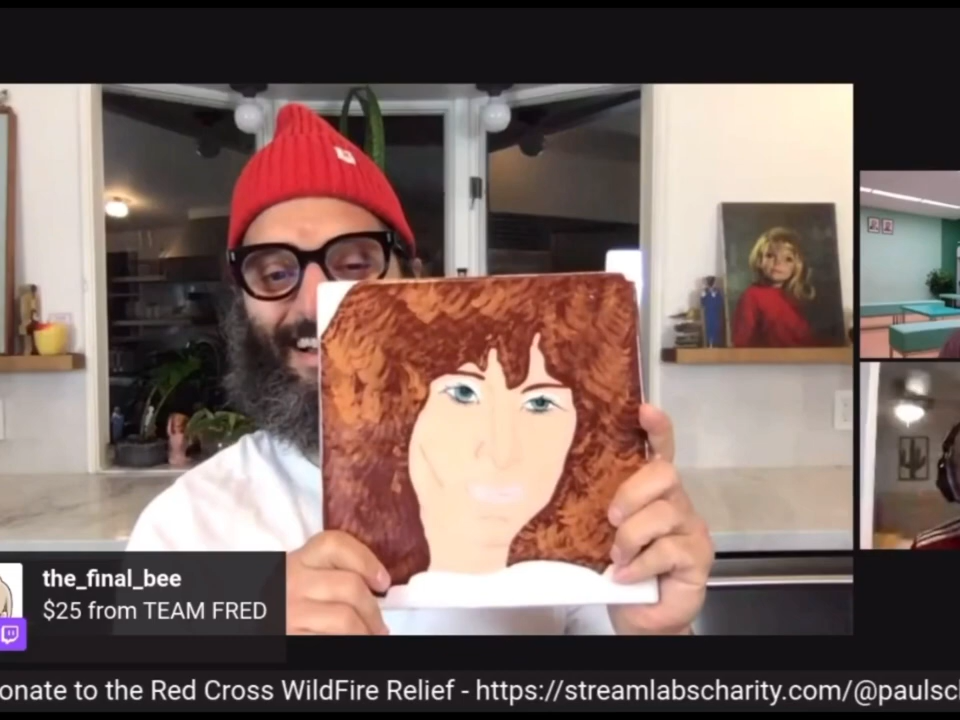 the_final_bee
$25 from TEAM FRED
onate to the Red Cross WildFire Relief - https://streamlabscharity.com/@paulsc